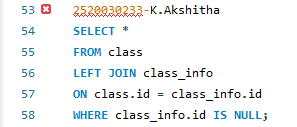 53 2520030233-K.Akshitha
54 SELECT *
55 FROM class
56 LEFT JOIN class_info
57 ON class.id = class_info.id
58 WHERE class_info.id IS NULL;